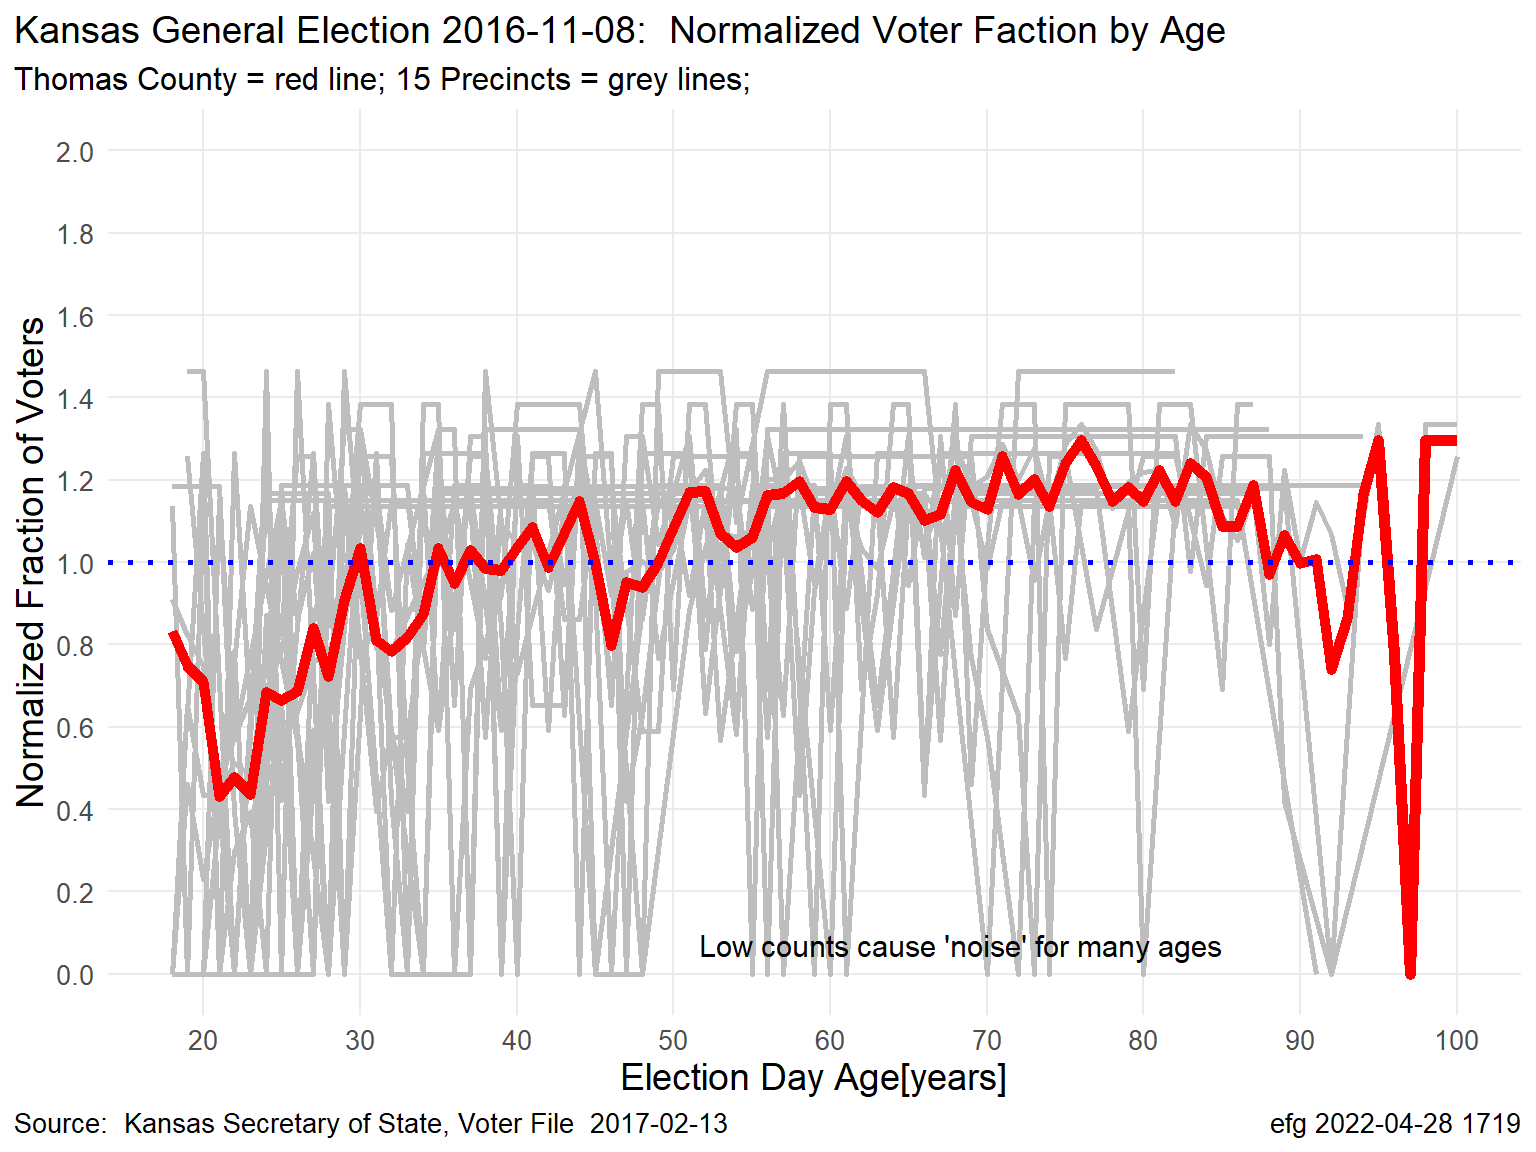 Kansas General Election 2016-11-08:  Normalized Voter Faction by Age
Thomas County = red line; 15 Precincts = grey lines;
Normalized Fraction of Voters
2.0
1.8
1.6
1.4
1.2
1.0
0.8
0.6
0.4
0.2
0.0
Low counts cause 'noise' for many ages
20 30 40 50 60 70 80 90 100
Election Day Age[years]
Source:  Kansas Secretary of State, Voter File  2017-02-13
efg 2022-04-28 1719